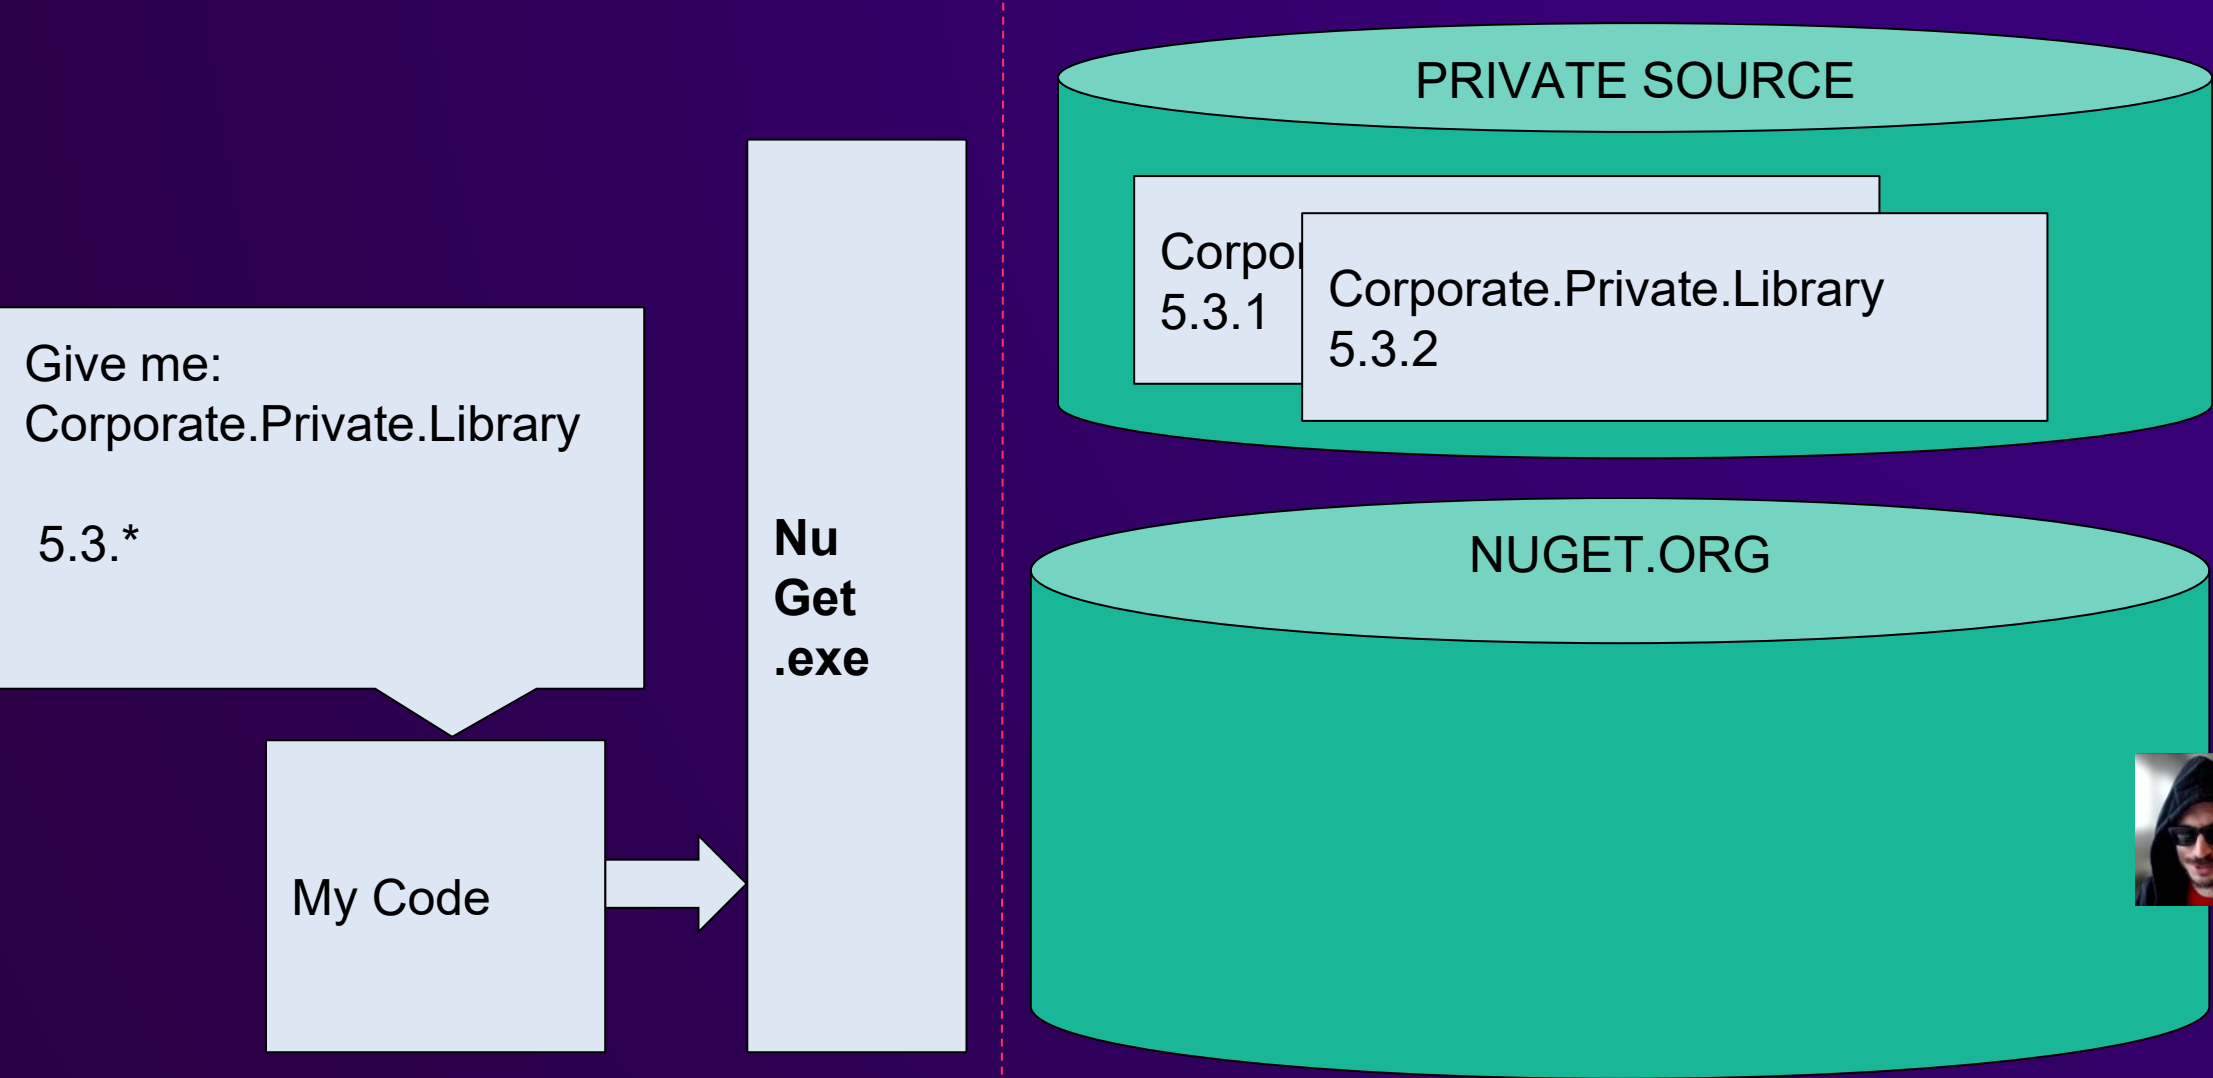 PRIVATE SOURCE
5.3.1
Corporate.Private.Library
5.3.2
Give me:
Corporate.Private.Library
5.3.*
Nu
Get
.exe
NUGET.ORG
My Code